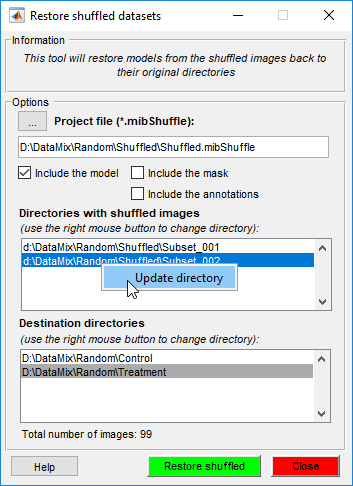 Restore shuffled datasets
Information
This tool will restore models from the shuffled images back to
their original directories
Options
...
Project file (*.mibShuffle):
D:\DataMix\Random\Shuffled\Shuffled.mibShuffle
Include the model
Include the mask
Include the annotations
Directories with shuffled images
(use the right mouse button to change directory):
d:\DataMix\Random\Shuffled\Subset_001
d:\DataMix\Random\Shuffled\Subset_002
Update directory
Destination directories
(use the right mouse button to change directory):
D:\DataMix\Random\Control
D:\DataMix\Random\Treatment
Total number of images: 99
Help
Restore shuffled
Close